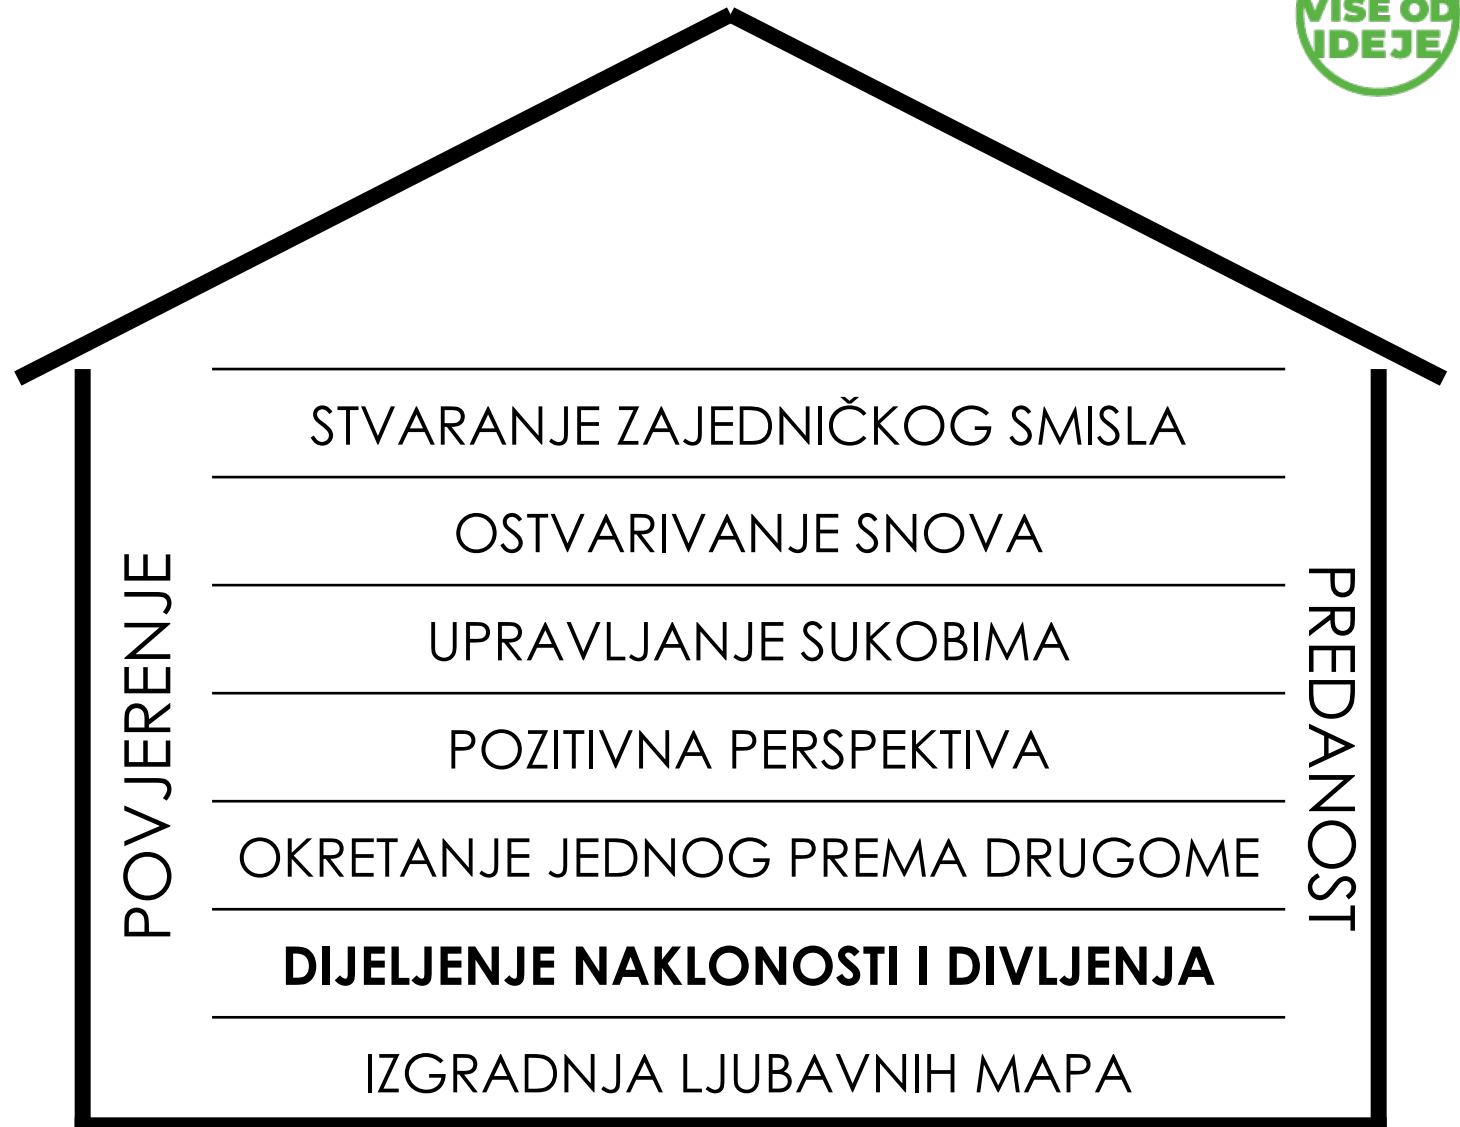 VIŠE OD
IDEJE
STVARANJE ZAJEDNIČKOG SMISLA
OSTVARIVANJE SNOVA
UPRAVLJANJE SUKOBIMA
POZITIVNA PERSPEKTIVA
OKRETANJE JEDNOG PREMA DRUGOME
DIJELJENJE NAKLONOSTI I DIVLJENJA
IZGRADNJA LJUBAVNIH MAPA
POVJERENJE
PREDANOST